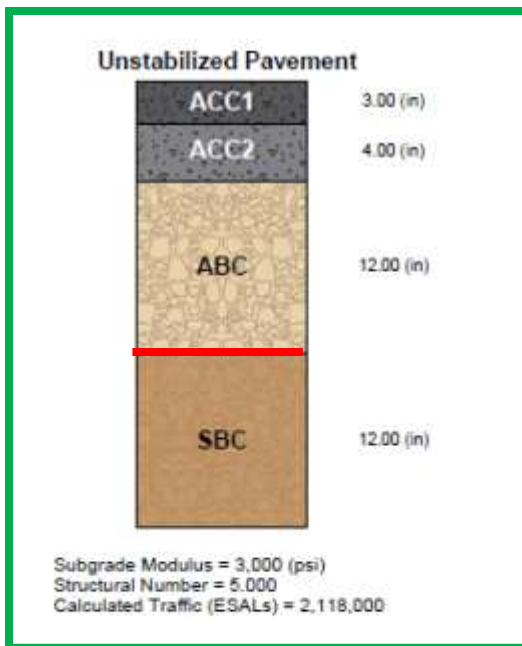 Unstabilized Pavement
ACC1 3.00 (in)
ACC2 4.00 (in)
ABC 12.00 (in)
SBC 12.00 (in)
Subgrade Modulus = 3,000 (psi)
Structural Number = 5.000
Calculated Traffic (ESALs) = 2,118,000